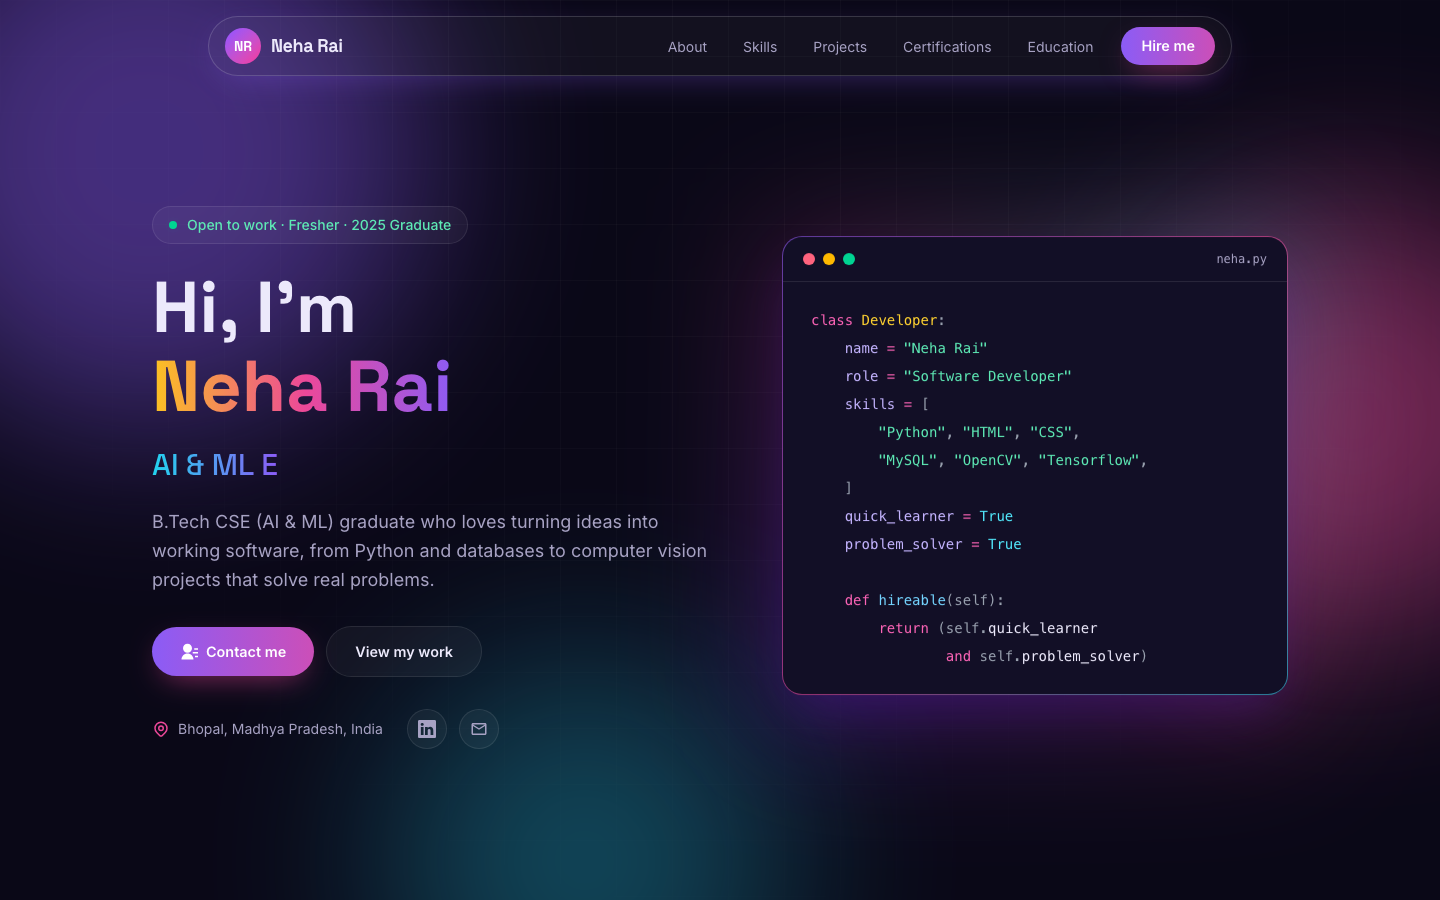 NR Neha Rai About Skills Projects Certifications Education Hire me
Open to work · Fresher · 2025 Graduate
Hi, I’m
Neha Rai
AI & ML E
B.Tech CSE (AI & ML) graduate who loves turning ideas into
working software, from Python and databases to computer vision
projects that solve real problems.
Contact me View my work
Bhopal, Madhya Pradesh, India
neha.py
class Developer:
    name = "Neha Rai"
    role = "Software Developer"
    skills = [
        "Python", "HTML", "CSS",
        "MySQL", "OpenCV", "Tensorflow",
    ]
    quick_learner = True
    problem_solver = True
    def hireable(self):
        return (self.quick_learner
                and self.problem_solver)